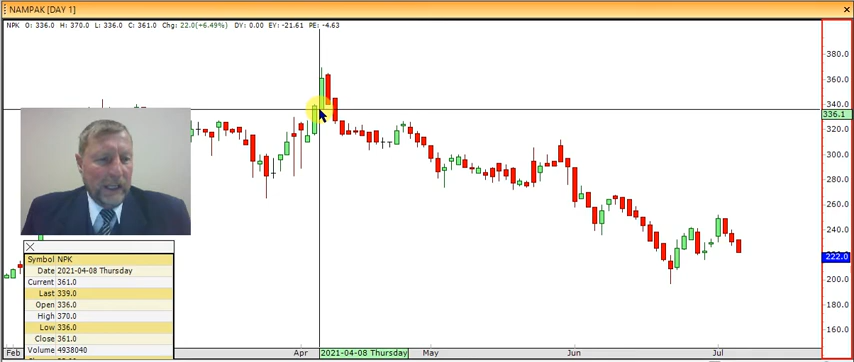 NAMPAK [DAY 1]
NPK O: 336.0 H: 370.0 L: 336.0 C: 361.0 Chg: 22.0(+6.49%) DY: 0.00 EY: -21.61 PE: -4.63
380.0
360.0
340.0
336.1
320.0
300.0
280.0
260.0
240.0
222.0
200.0
180.0
160.0
Symbol NPK
Date 2021-04-08 Thursday
Current 361.0
Last 339.0
Open 336.0
High 370.0
Low 336.0
Close 361.0
Volume 4938040
Feb Apr 2021-04-08 Thursday May Jun Jul